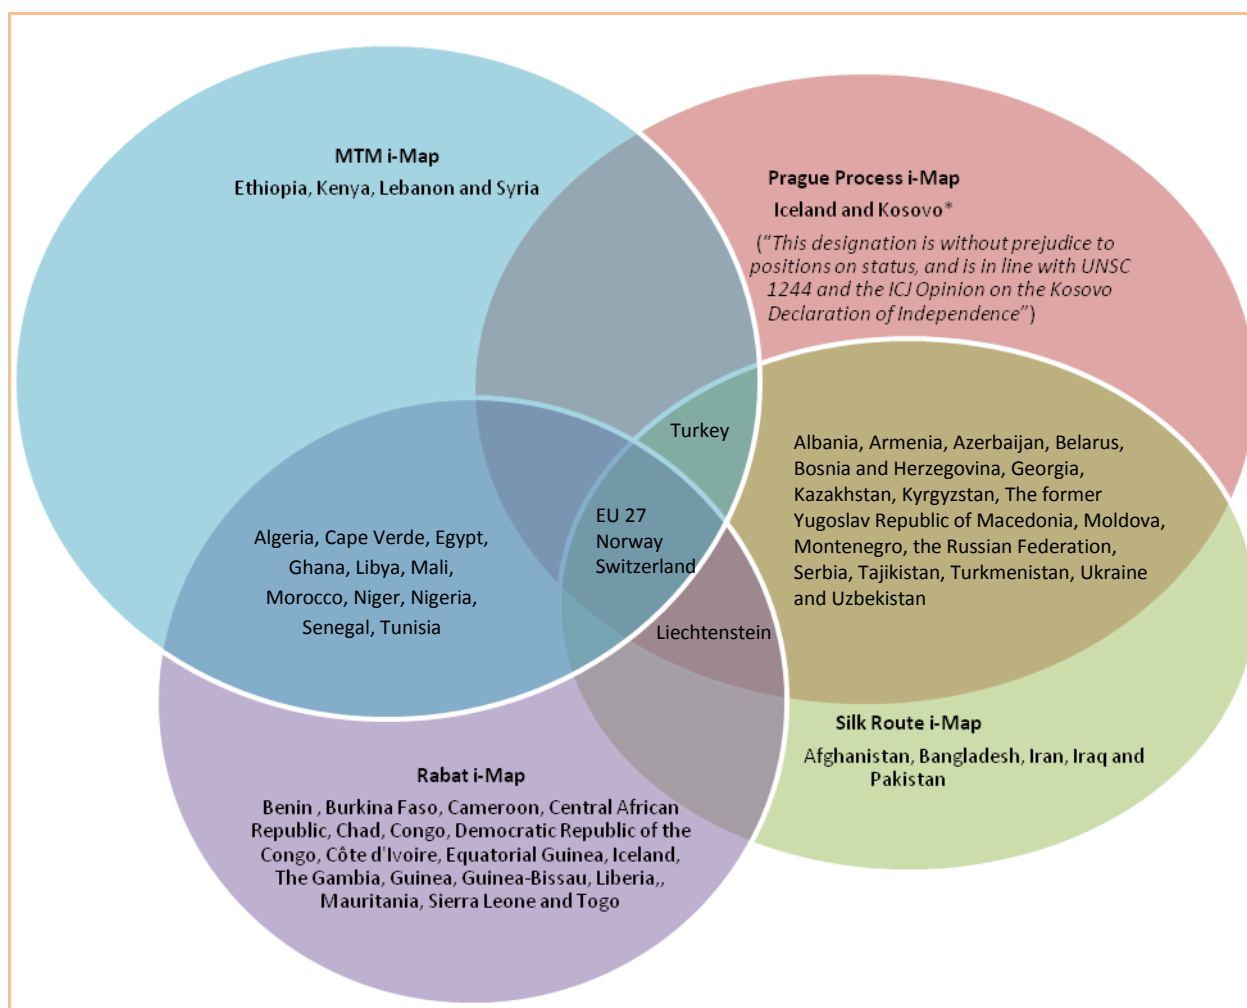 MTM i-Map
Ethiopia, Kenya, Lebanon and Syria
Prague Process i-Map
Iceland and Kosovo*
("This designation is without prejudice to
positions on status, and is in line with UNSC
1244 and the ICJ Opinion on the Kosovo
Declaration of Independence")
Turkey
Albania, Armenia, Azerbaijan, Belarus,
Bosnia and Herzegovina, Georgia,
Kazakhstan, Kyrgyzstan, The former
Yugoslav Republic of Macedonia, Moldova,
Montenegro, the Russian Federation,
Serbia, Tajikistan, Turkmenistan, Ukraine
and Uzbekistan
EU 27
Norway
Switzerland
Algeria, Cape Verde, Egypt,
Ghana, Libya, Mali,
Morocco, Niger, Nigeria,
Senegal, Tunisia
Liechtenstein
Silk Route i-Map
Afghanistan, Bangladesh, Iran, Iraq and
Pakistan
Rabat i-Map
Benin , Burkina Faso, Cameroon, Central African
Republic, Chad, Congo, Democratic Republic of the
Congo, Côte d'Ivoire, Equatorial Guinea, Iceland,
The Gambia, Guinea, Guinea-Bissau, Liberia,,
Mauritania, Sierra Leone and Togo